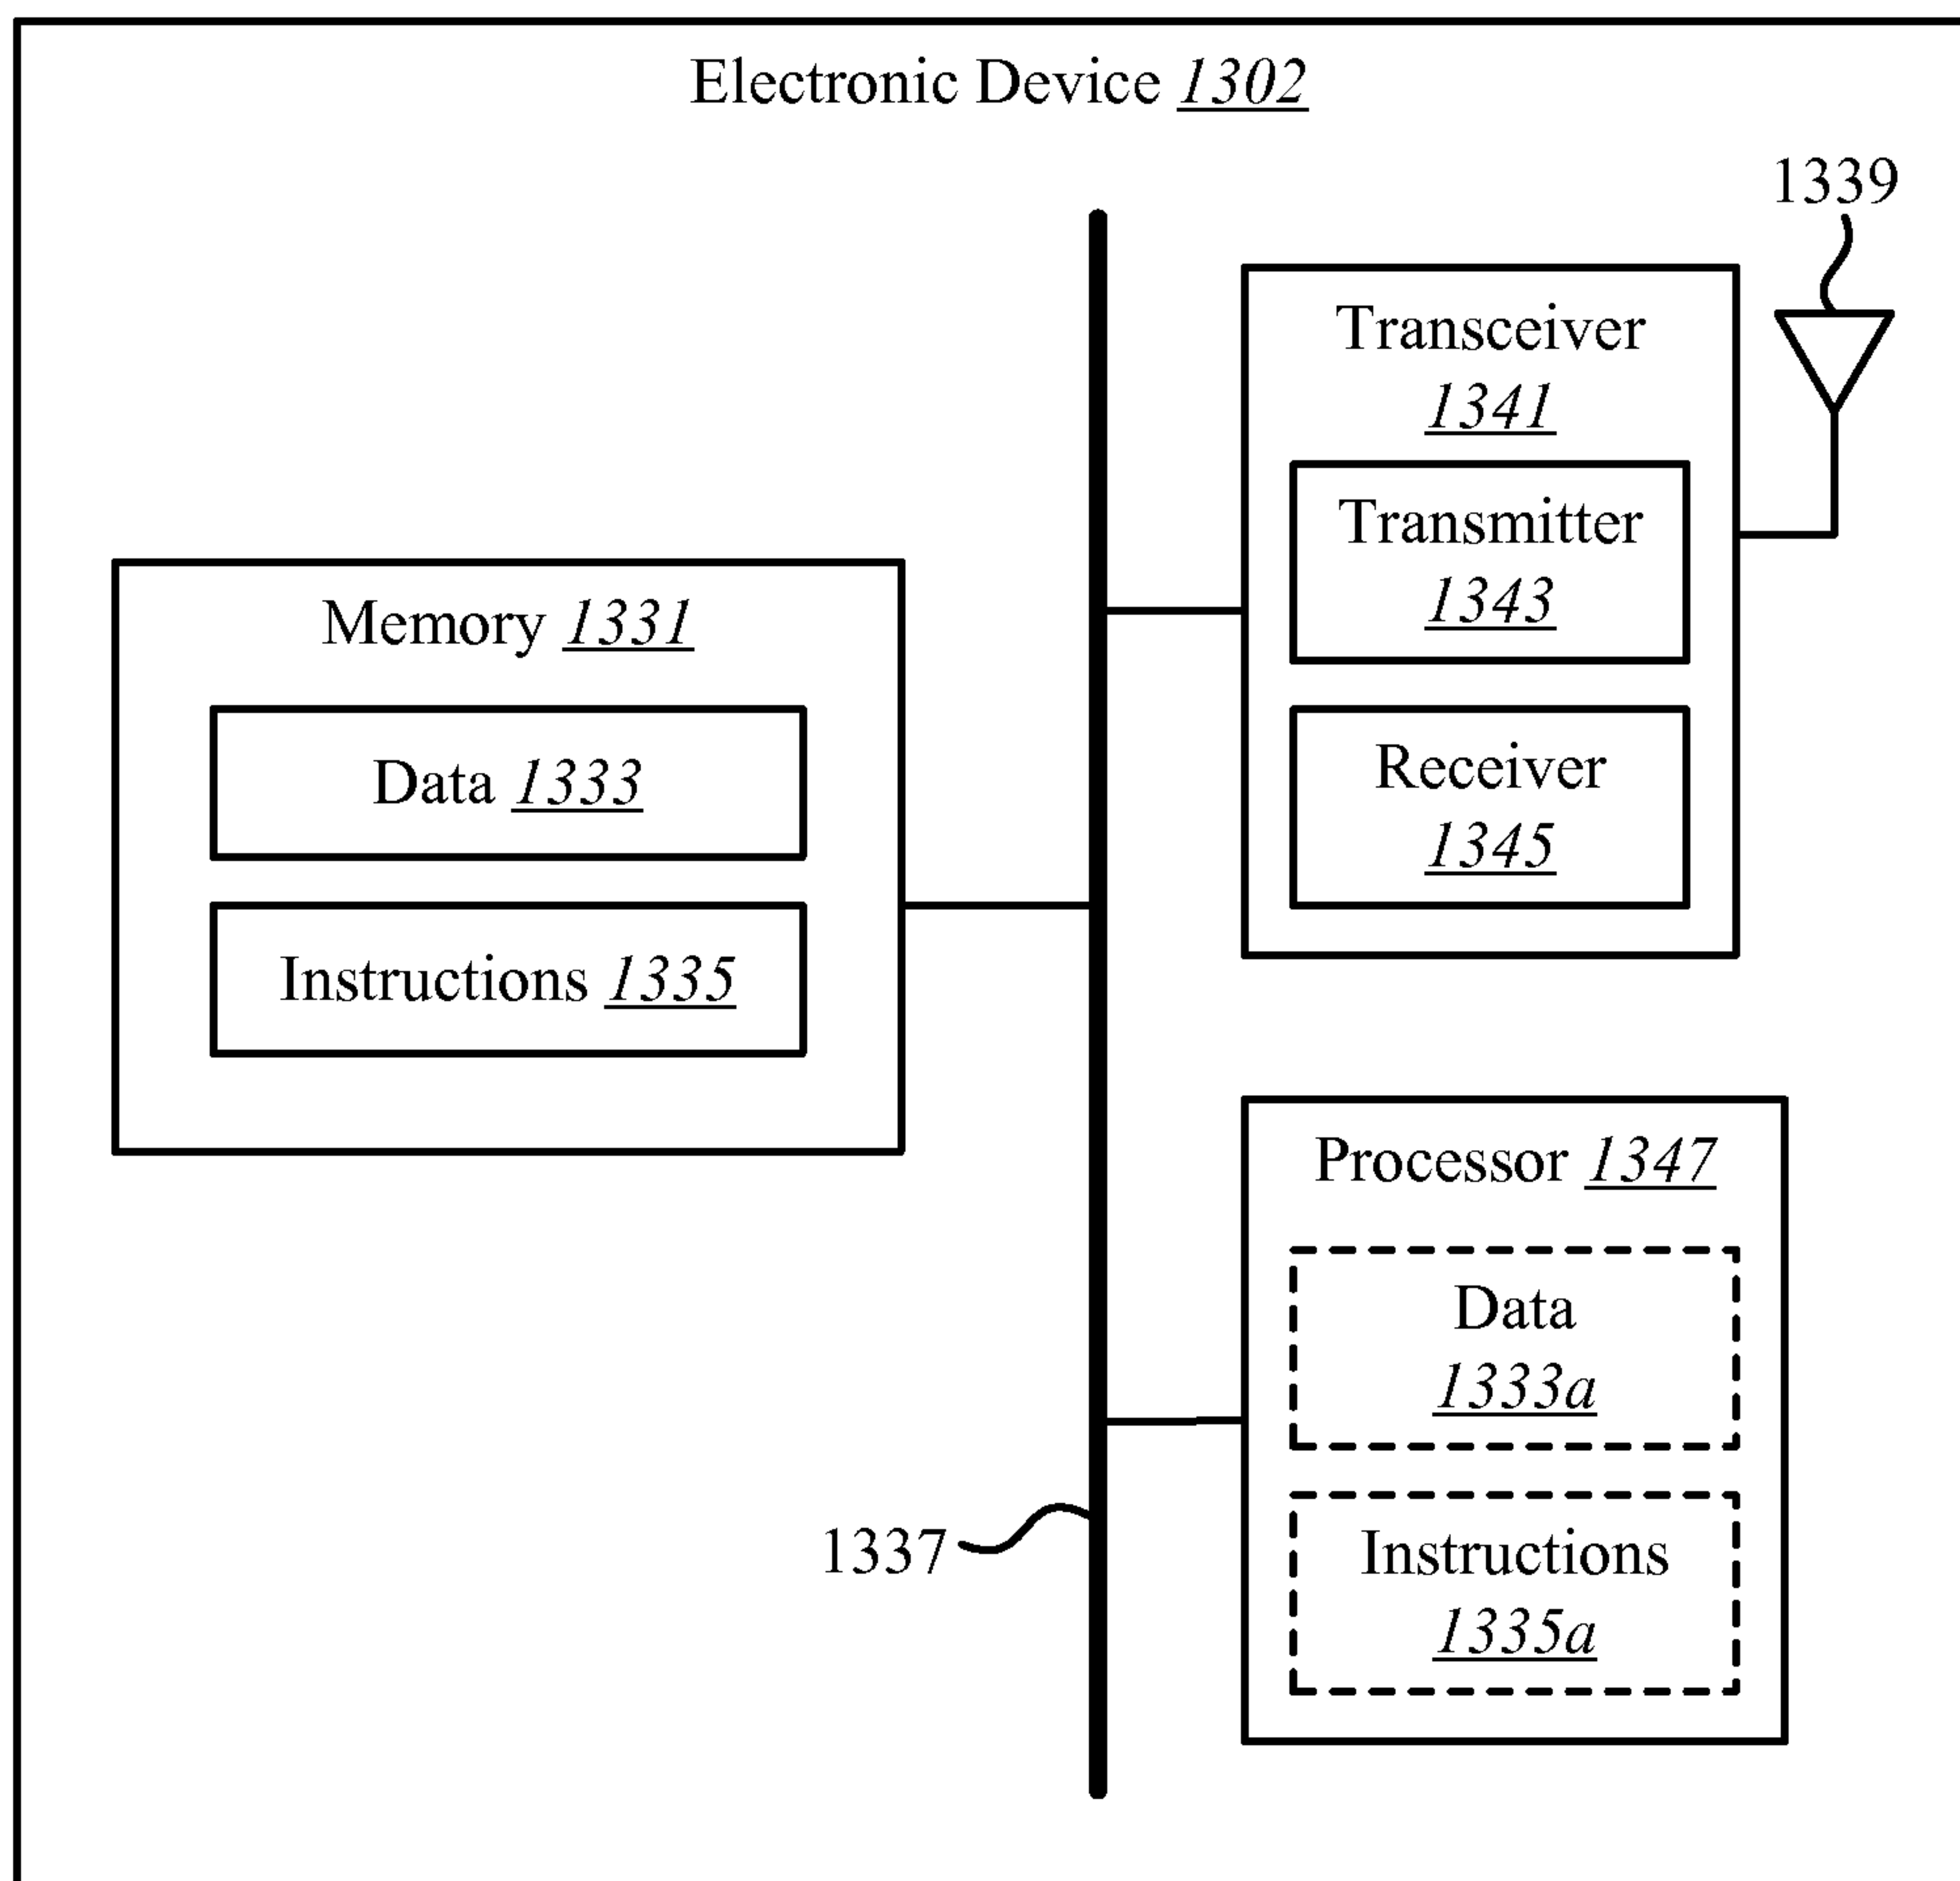 Electronic Device 1302
1339
Transceiver
1341
Transmitter
1343
Receiver
1345
Memory 1331
Data 1333
Instructions 1335
Processor 1347
Data
1333a
Instructions
1335a
1337